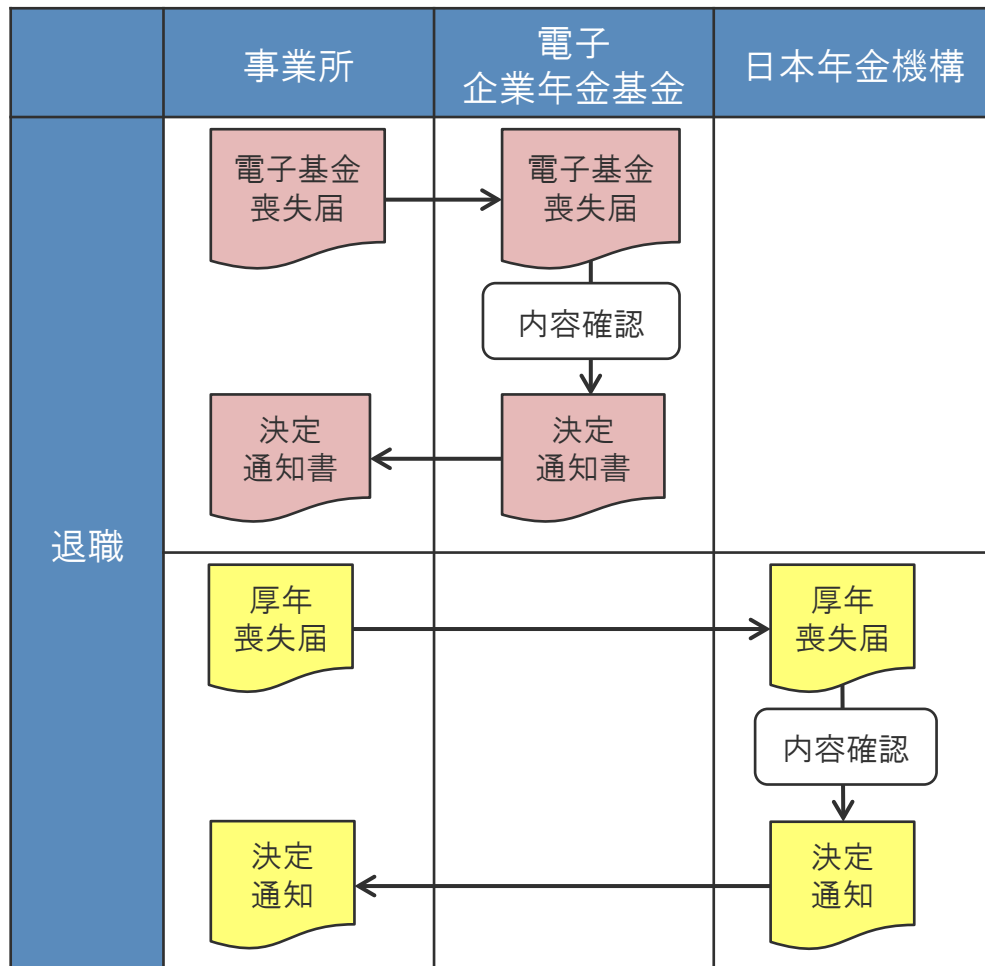 事業所
電子
企業年金基金
日本年金機構
退職
電子基金
喪失届
電子基金
喪失届
内容確認
決定
通知書
決定
通知書
厚年
喪失届
厚年
喪失届
内容確認
決定
通知
決定
通知